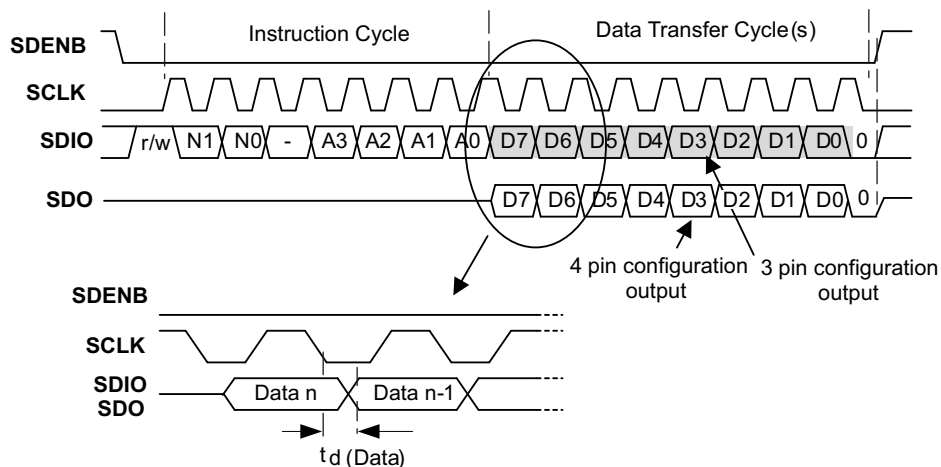 Instruction Cycle Data Transfer Cycle(s)
SDENB
SCLK
SDIO r/w N1 N0 - A3 A2 A1 A0 D7 D6 D5 D4 D3 D2 D1 D0 0
SDO D7 D6 D5 D4 D3 D2 D1 D0 0
4 pin configuration output
3 pin configuration output
SDENB
SCLK
SDIO
SDO
Data n Data n-1
td (Data)